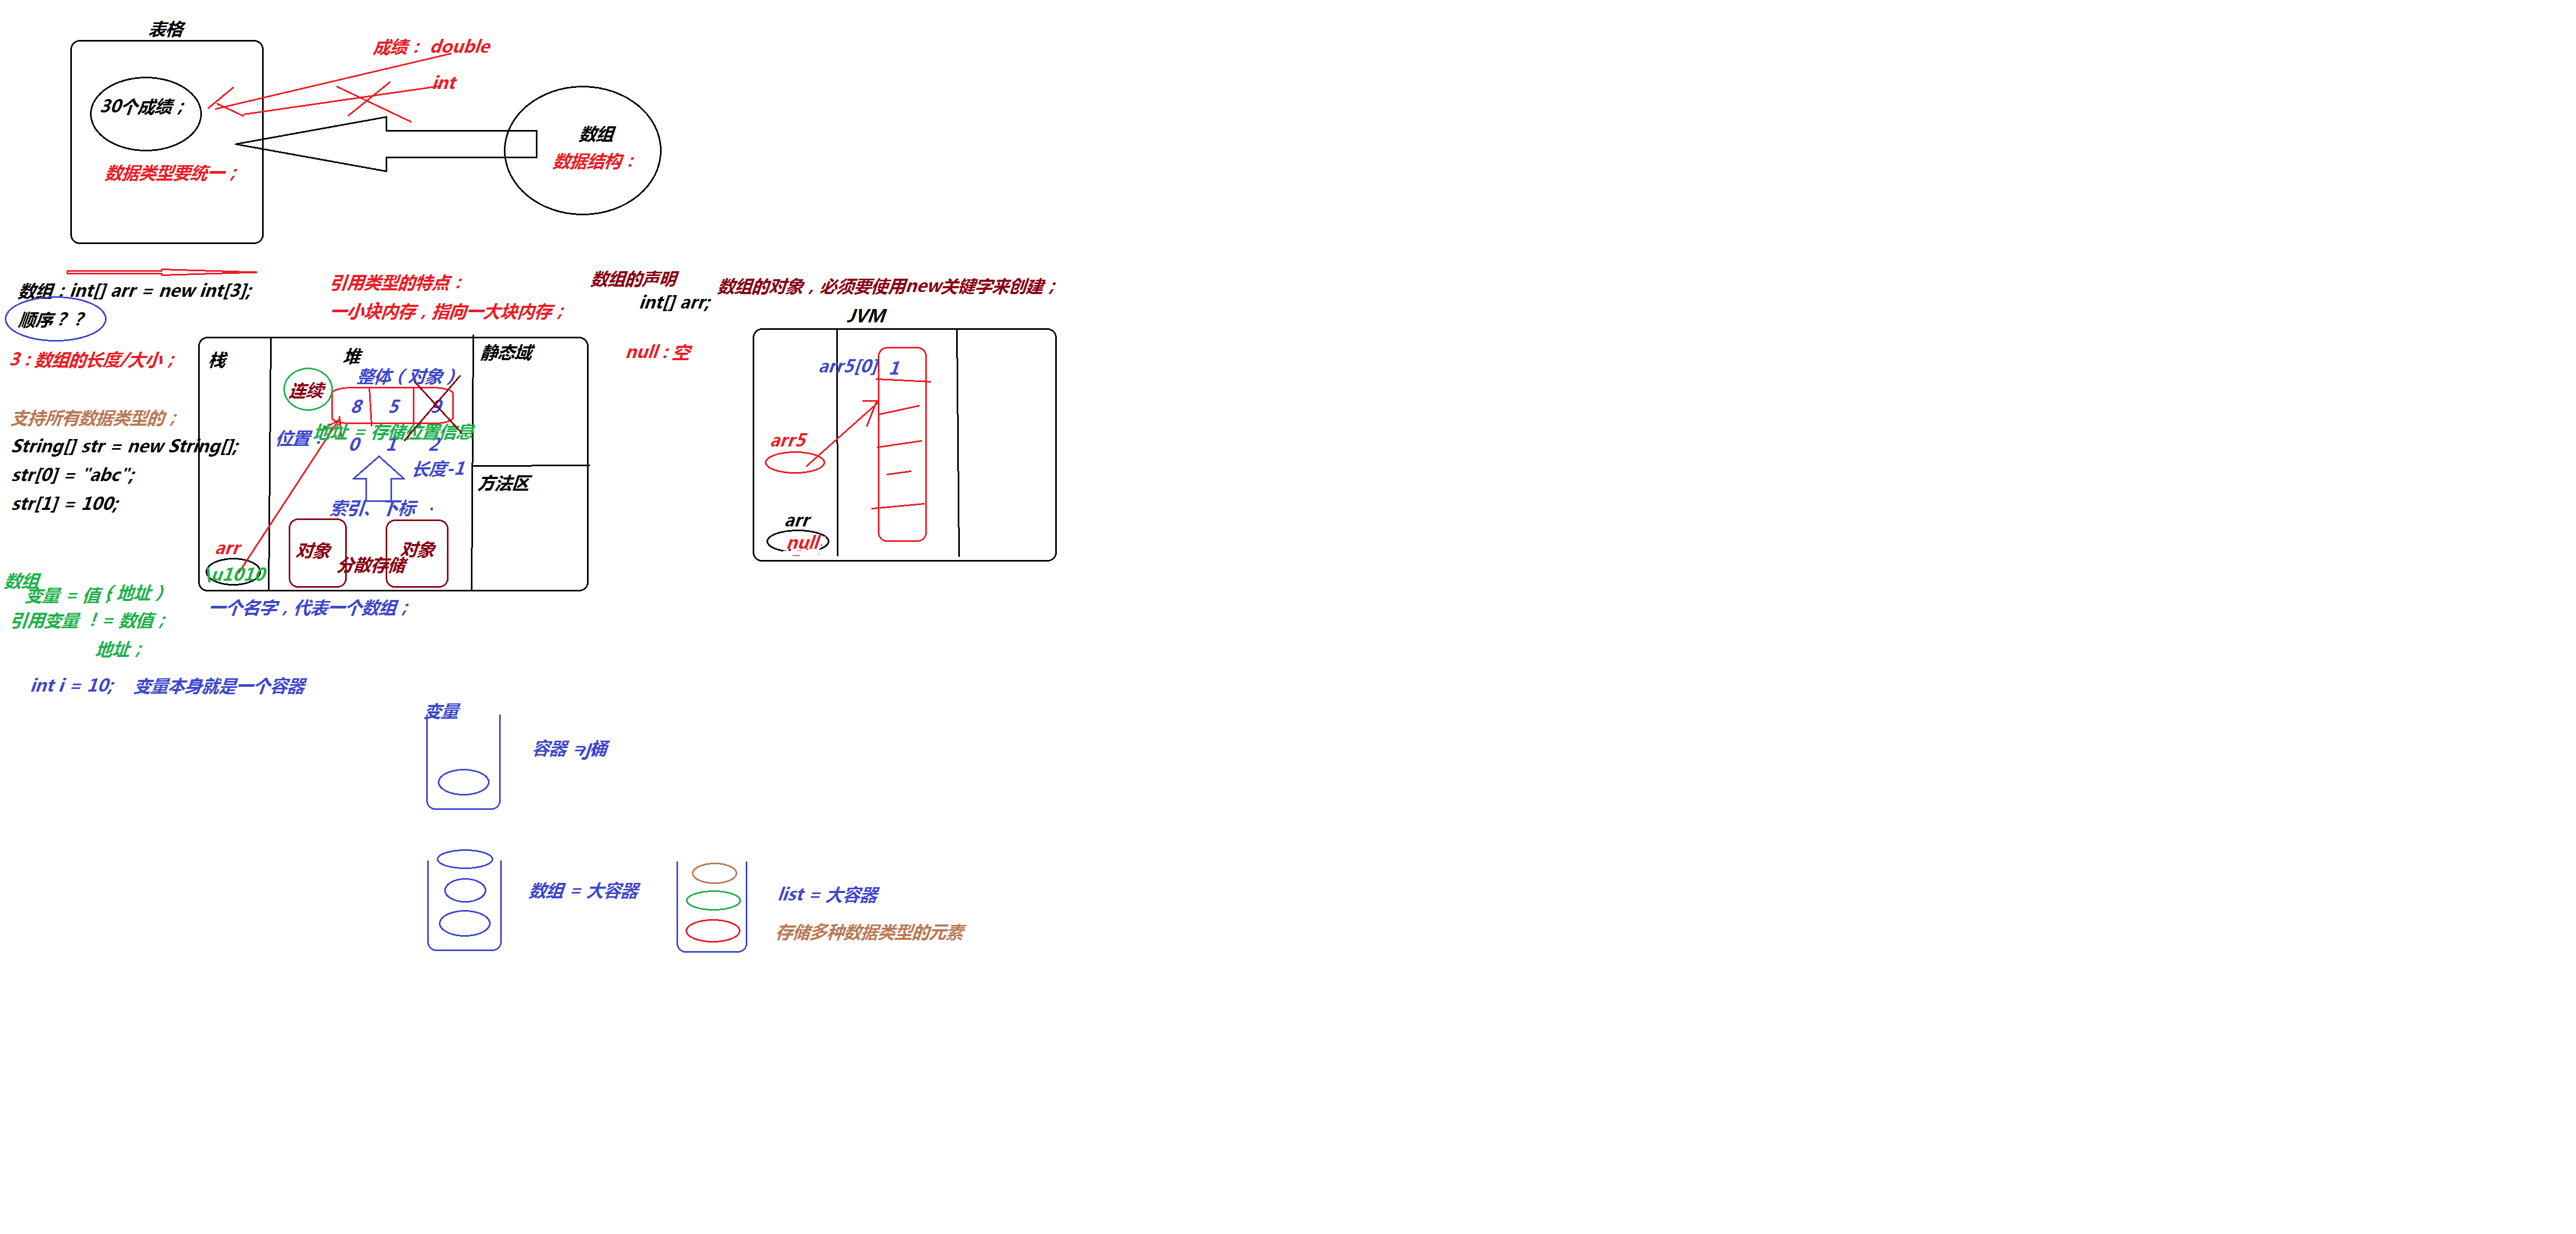 表格
成绩： double
int
30个成绩；
数据类型要统一；
数组
数据结构：
数组：int[] arr = new int[3];
顺序？？
3：数组的长度/大小；
支持所有数据类型的；
String[] str = new String[];
str[0] = "abc";
str[1] = 100;
引用类型的特点：
一小块内存，指向一大块内存；
栈
堆
静态域
方法区
整体（对象）
连续
8 5 9
地址 = 存储位置信息
位置：
0 1 2
长度-1
索引、下标
对象
对象
分散存储
arr
\u1010
一个名字，代表一个数组；
数组的声明
int[] arr;
null：空
数组的对象，必须要使用new关键字来创建；
JVM
arr5[0]
1
arr5
arr
null
数组
变量 = 值；
（地址）
引用变量 ！= 数值；
地址；
int i = 10; 变量本身就是一个容器
变量
容器 =
桶
数组 = 大容器
list = 大容器
存储多种数据类型的元素